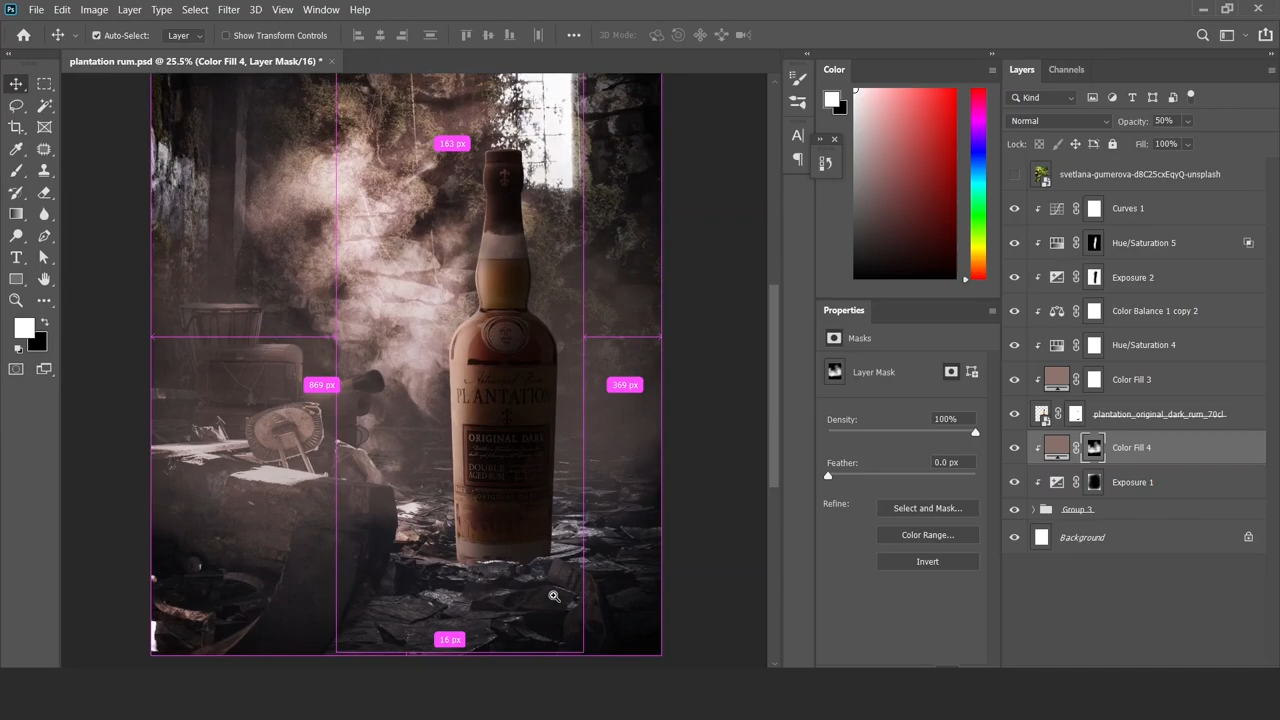 Ps File Edit Image Layer Type Select Filter 3D View Window Help
Auto-Select: Layer Show Transform Controls 3D Mode:
plantation rum.psd @ 25.5% (Color Fill 4, Layer Mask/16) *
163 px
869 px
369 px
16 px
PLANTATION
ORIGINAL DARK
DOUBLE
AGED RUM
Color
Properties
Masks
Layer Mask
Density: 100%
Feather: 0.0 px
Refine: Select and Mask...
Color Range...
Invert
Layers Channels
Kind
Normal Opacity: 50%
Lock: Fill: 100%
svetlana-gumerova-d8C25cxEqyQ-unsplash
Curves 1
Hue/Saturation 5
Exposure 2
Color Balance 1 copy 2
Hue/Saturation 4
Color Fill 3
plantation_original_dark_rum_70cl
Color Fill 4
Exposure 1
Group 3
Background